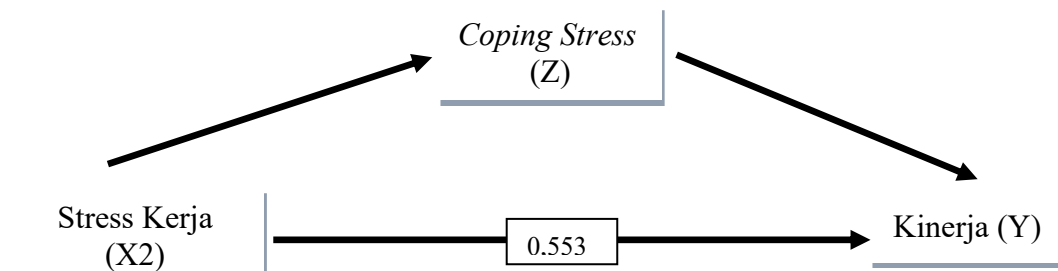 Coping Stress
(Z)
Stress Kerja
(X2)
0.553
Kinerja (Y)